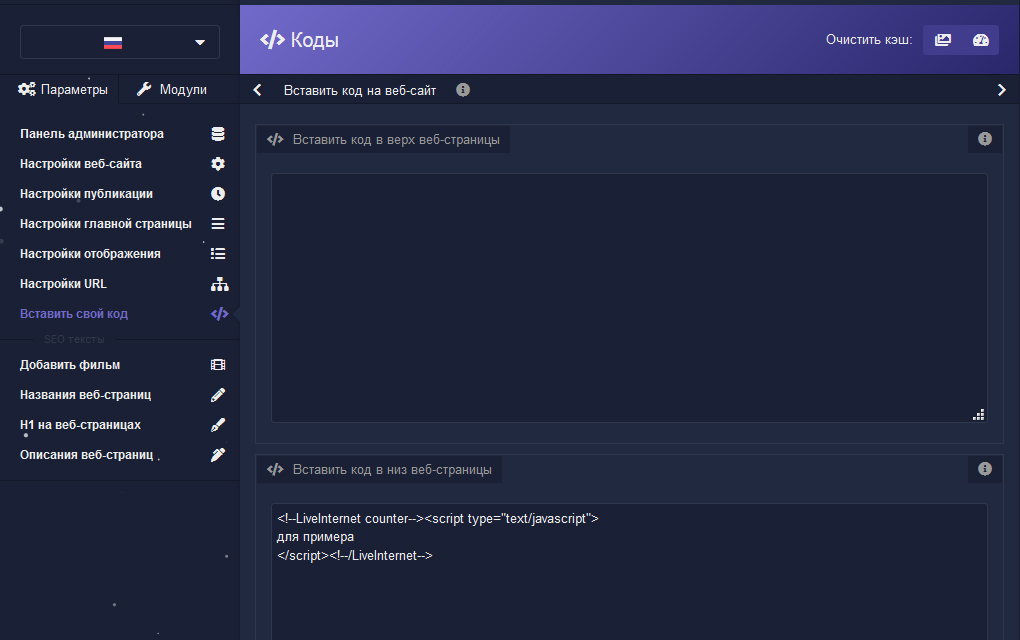 Коды
Очистить кэш:
Параметры
Модули
Вставить код на веб-сайт
Панель администратора
Настройки веб-сайта
Настройки публикации
Настройки главной страницы
Настройки отображения
Настройки URL
Вставить свой код
SEO тексты
Добавить фильм
Названия веб-страниц
H1 на веб-страницах
Описания веб-страниц
Вставить код в верх веб-страницы
Вставить код в низ веб-страницы
<!--LiveInternet counter--><script type="text/javascript">
для примера
</script><!--/LiveInternet-->